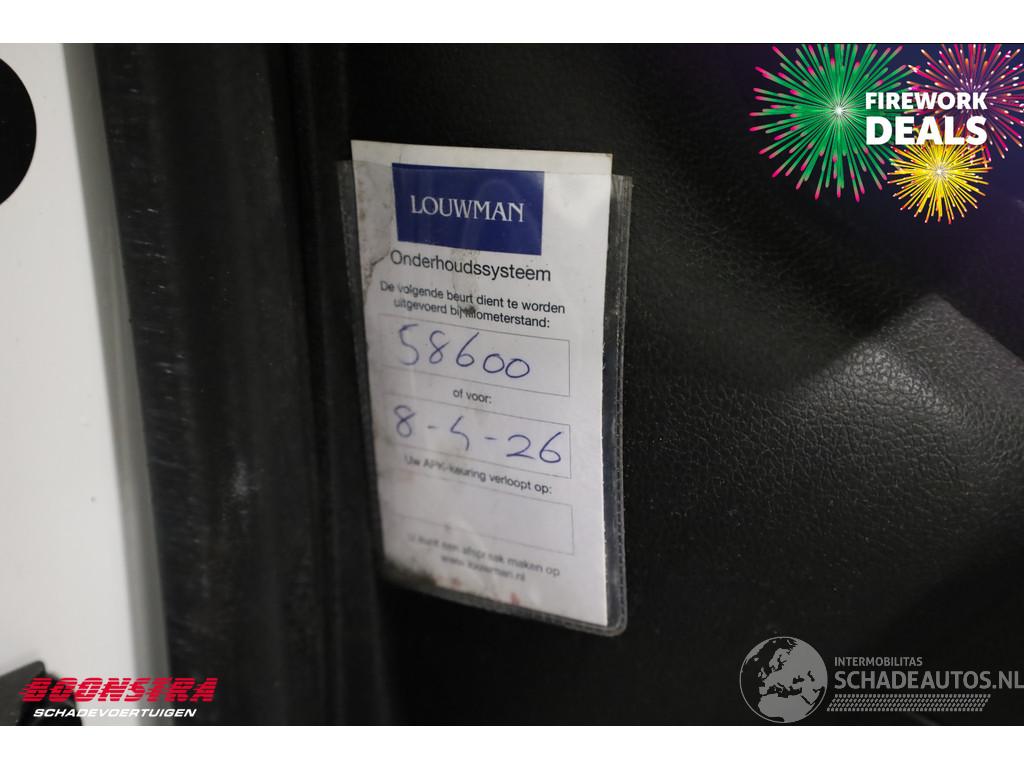 FIREWORK
DEALS
LOUWMAN
Onderhoudssysteem
De volgende beurt dient te worden
uitgevoerd bij kilometerstand:
58600
of voor:
8-4-26
Uw APK-keuring verloopt op:
U kunt een afspraak maken op
www.louwman.nl
BOONSTRA
SCHADEVOERTUIGEN
INTERMOBILITAS
SCHADEAUTOS.NL